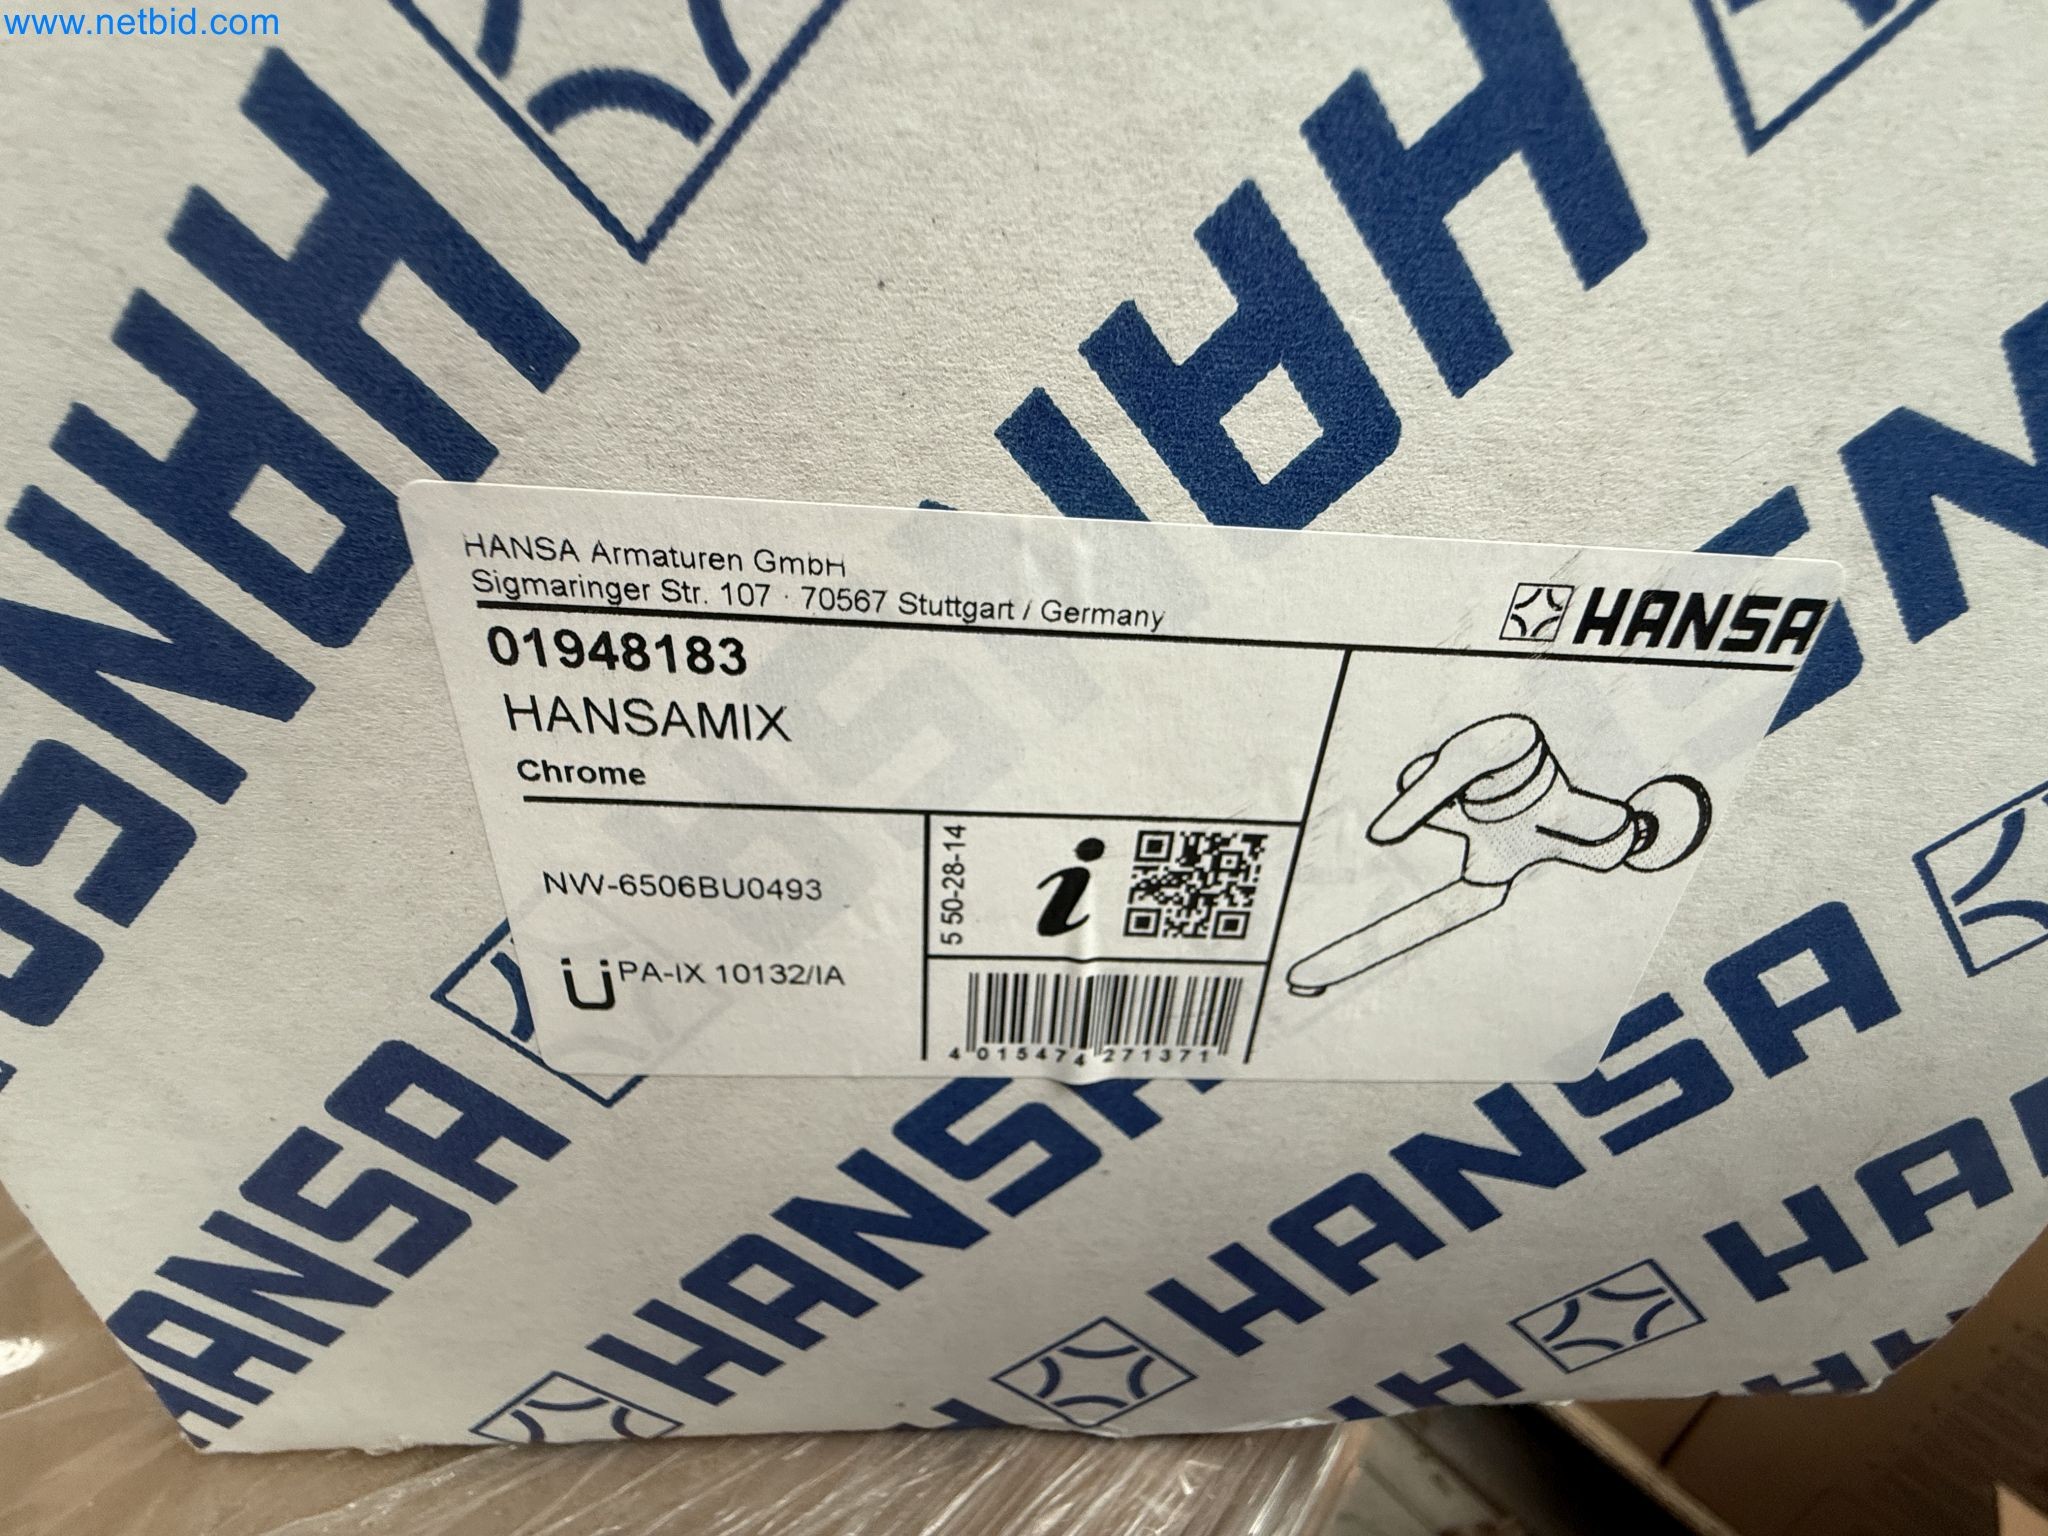 www.netbid.com
HANSA
HANSA
HANSA Armaturen GmbH
Sigmaringer Str. 107 · 70567 Stuttgart / Germany
HANSA
01948183
HANSAMIX
Chrome
NW-6506BU0493
5 50-28-14
i
Ü PA-IX 10132/IA
4 015474 271371
HANSA
HANSA
HANSA